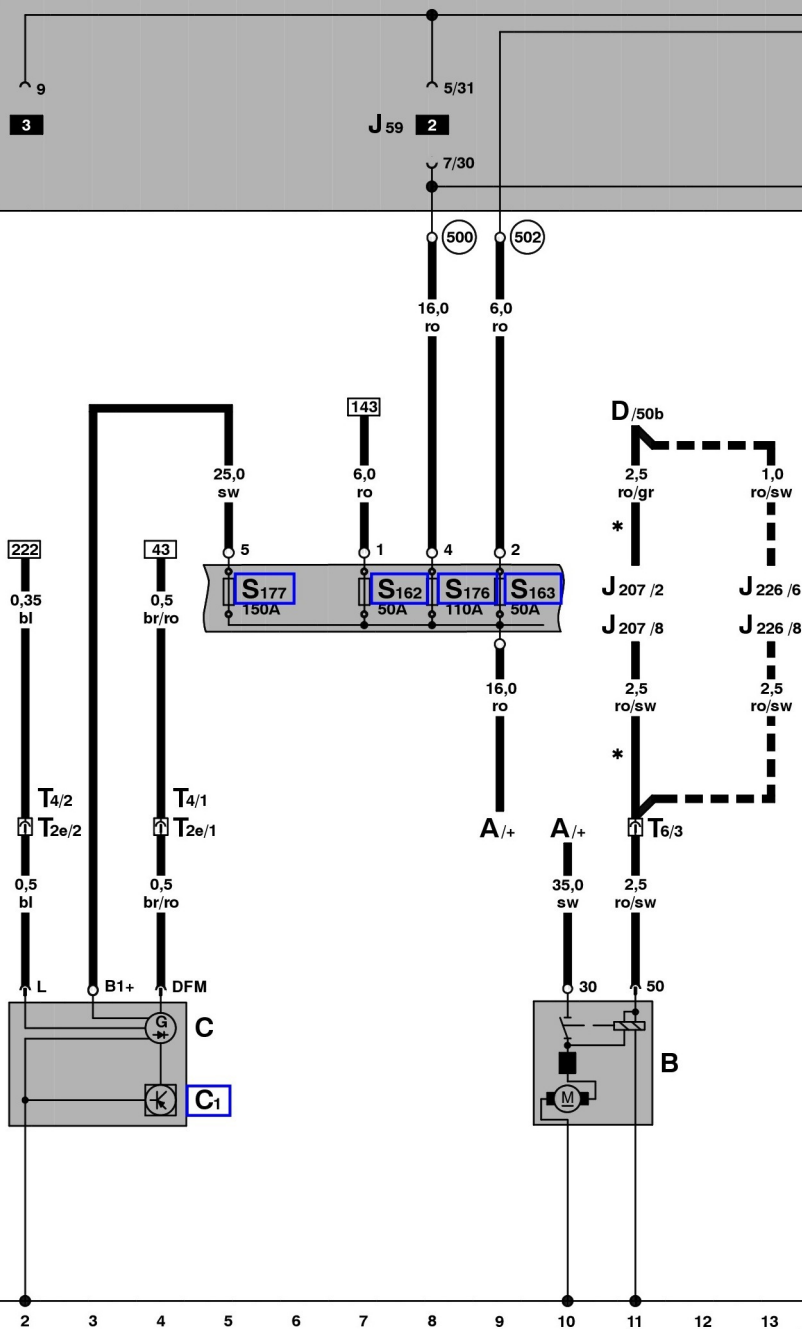 9
5/31
3
J 59
2
7/30
500
502
16,0
ro
6,0
ro
143
D/50b
25,0
sw
6,0
ro
2,5
ro/gr
1,0
ro/sw
*
222
43
5
1
4
2
0,35
bl
0,5
br/ro
S177
150A
S162
50A
S176
110A
S163
50A
J 207 /2
J 226 /6
J 207 /8
J 226 /8
16,0
ro
2,5
ro/sw
2,5
ro/sw
*
T4/2
T4/1
T2e/2
T2e/1
A/+
A/+
T6/3
0,5
bl
0,5
br/ro
35,0
sw
2,5
ro/sw
L
B1+
DFM
30
50
G
C
B
C1
M
2 3 4 5 6 7 8 9 10 11 12 13